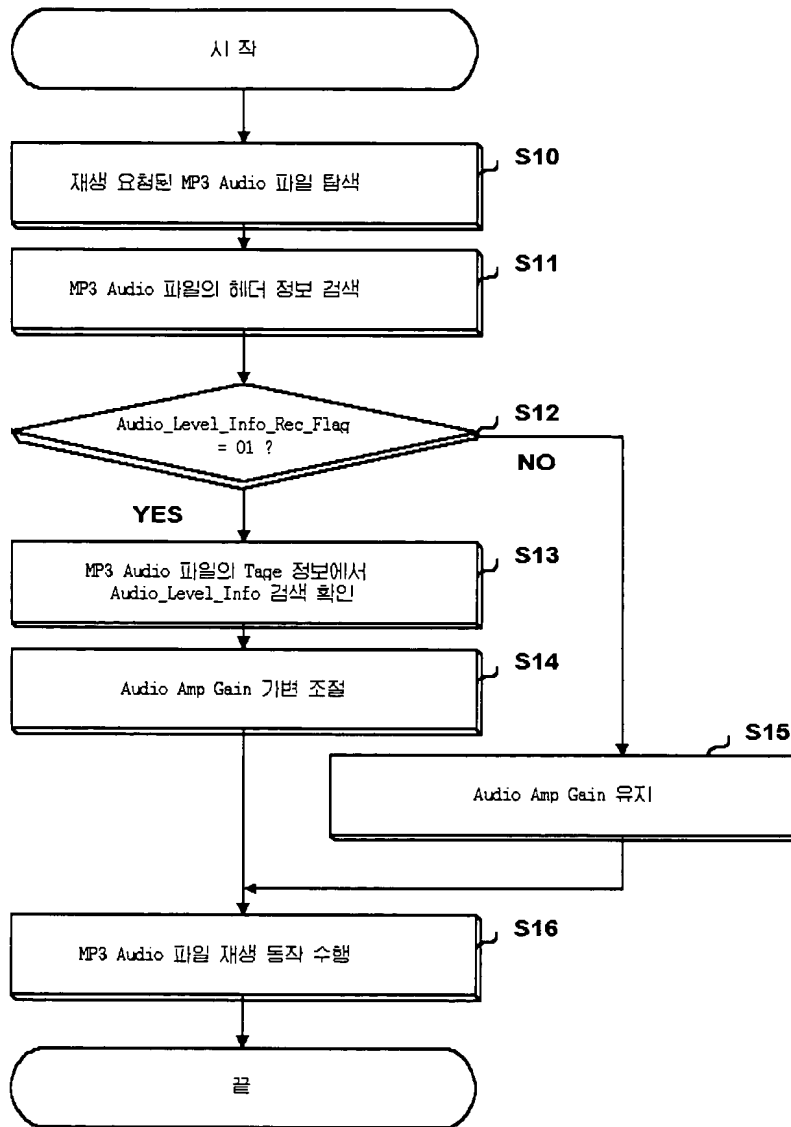 시 작
S10
재생 요청된 MP3 Audio 파일 탐색
S11
MP3 Audio 파일의 헤더 정보 검색
S12
Audio_Level_Info_Rec_Flag
= 01 ?
NO
YES
S13
MP3 Audio 파일의 Tage 정보에서
Audio_Level_Info 검색 확인
S14
Audio Amp Gain 가변 조절
S15
Audio Amp Gain 유지
S16
MP3 Audio 파일 재생 동작 수행
끝